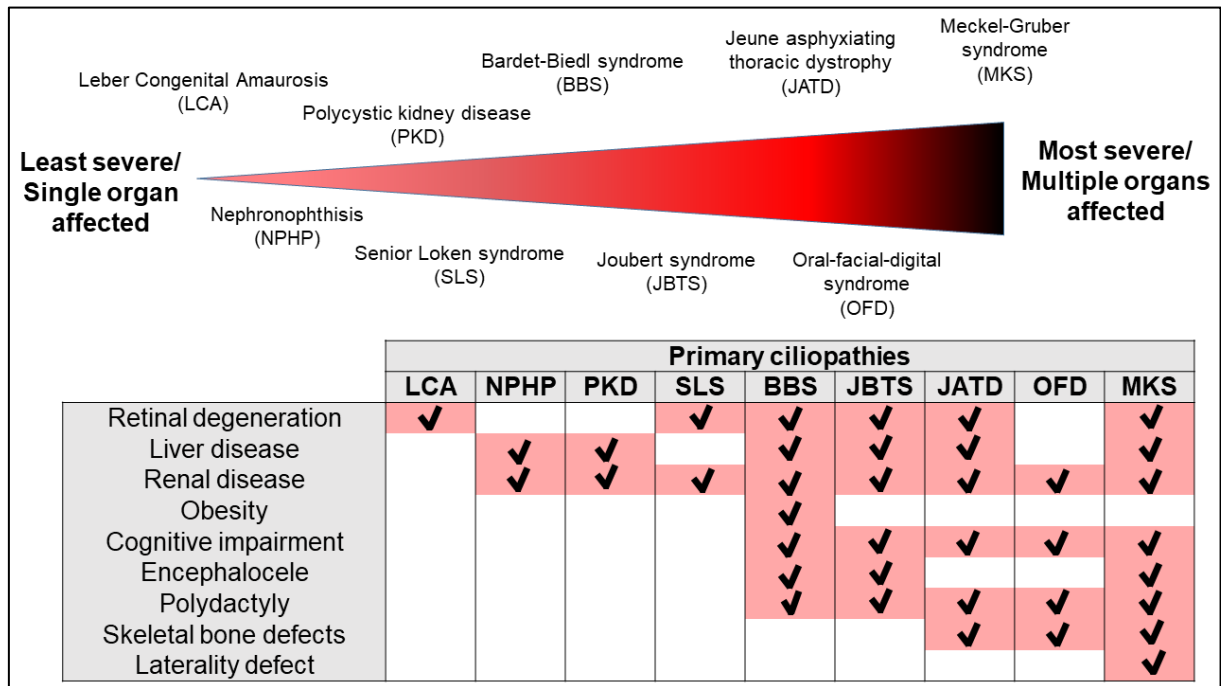 Leber Congenital Amaurosis
(LCA)
Polycystic kidney disease
(PKD)
Bardet-Biedl syndrome
(BBS)
Jeune asphyxiating
thoracic dystrophy
(JATD)
Meckel-Gruber
syndrome
(MKS)
Least severe/
Single organ
affected
Most severe/
Multiple organs
affected
Nephronophthisis
(NPHP)
Senior Loken syndrome
(SLS)
Joubert syndrome
(JBTS)
Oral-facial-digital
syndrome
(OFD)
Primary ciliopathies
LCA NPHP PKD SLS BBS JBTS JATD OFD MKS
Retinal degeneration ✓ ✓ ✓ ✓ ✓ ✓
Liver disease ✓ ✓ ✓ ✓ ✓ ✓
Renal disease ✓ ✓ ✓ ✓ ✓ ✓ ✓ ✓
Obesity ✓
Cognitive impairment ✓ ✓ ✓ ✓ ✓
Encephalocele ✓ ✓ ✓
Polydactyly ✓ ✓ ✓ ✓ ✓
Skeletal bone defects ✓ ✓ ✓
Laterality defect ✓